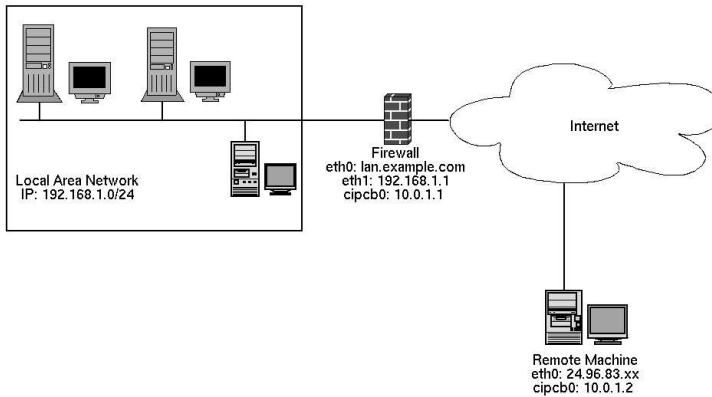 Internet
Firewall
eth0: lan.example.com
eth1: 192.168.1.1
cipcb0: 10.0.1.1
Local Area Network
IP: 192.168.1.0/24
Remote Machine
eth0: 24.96.83.xx
cipcb0: 10.0.1.2